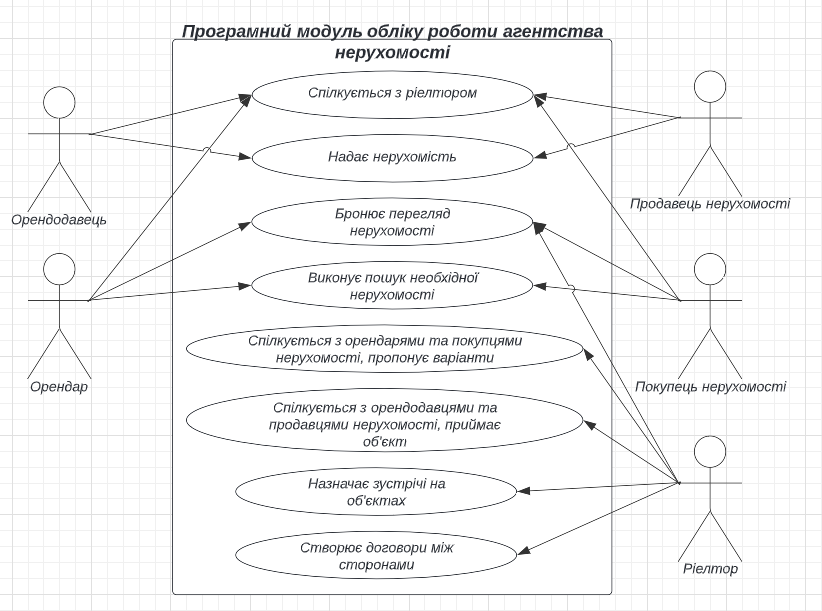 Програмний модуль обліку роботи агентства
нерухомості
Спілкується з ріелтором
Надає нерухомість
Бронює перегляд
нерухомості
Виконує пошук необхідної
нерухомості
Спілкується з орендарями та покупцями
нерухомості, пропонує варіанти
Спілкується з орендодавцями та
продавцями нерухомості, приймає
об'єкт
Назначає зустрічі на
об'єктах
Створює договори між
сторонами
Орендодавець
Орендар
Продавець нерухомості
Покупець нерухомості
Ріелтор